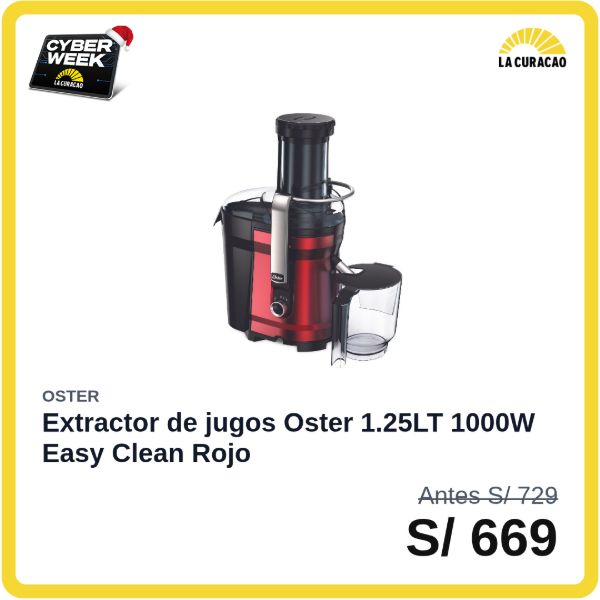 CYBER
WEEK
LA CURACAO
LA CURACAO
Oster
OSTER
Extractor de jugos Oster 1.25LT 1000W
Easy Clean Rojo
Antes S/ 729
S/ 669